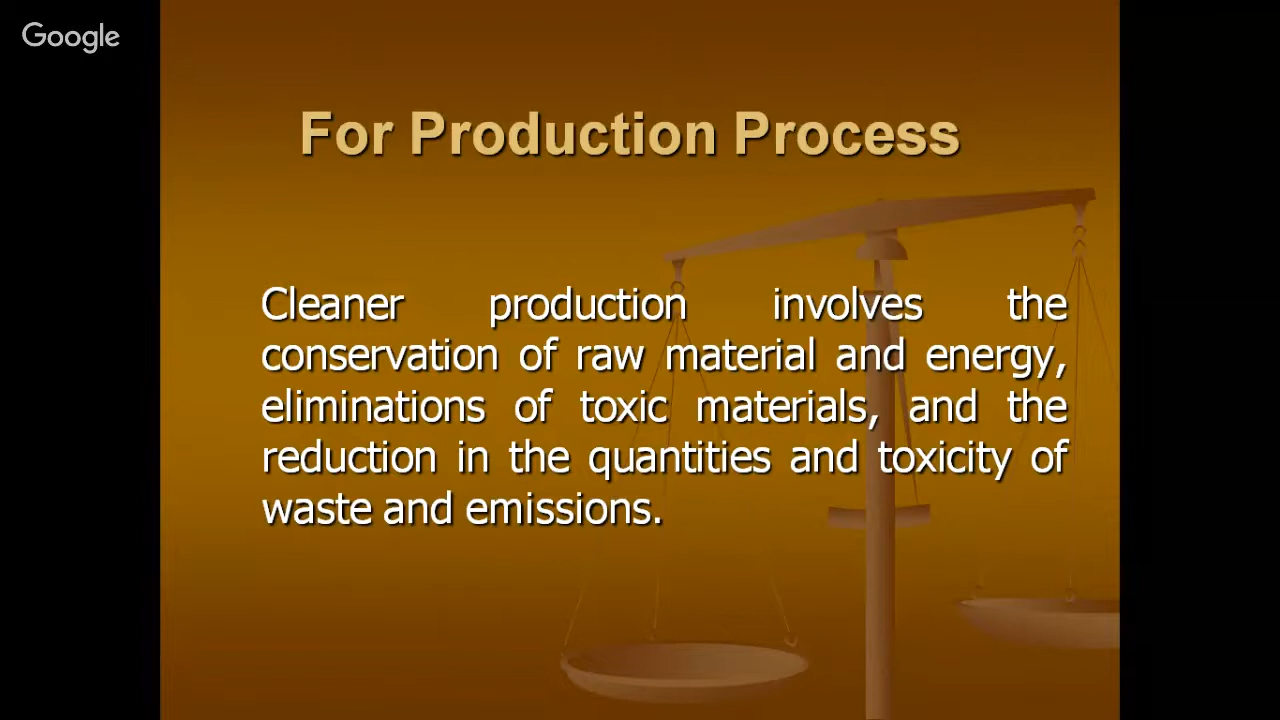 Google
For Production Process
Cleaner production involves the
conservation of raw material and energy,
eliminations of toxic materials, and the
reduction in the quantities and toxicity of
waste and emissions.